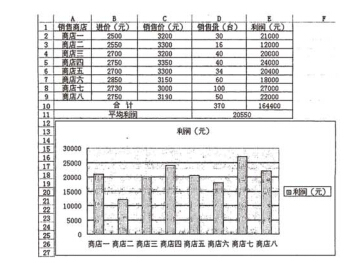 A B C D E F
1 销售商店 进价（元） 销售价（元） 销售量（台） 利润（元）
2 商店一 2500 3200 30 21000
3 商店二 2550 3300 16 12000
4 商店三 2700 3200 40 20000
5 商店四 2750 3350 40 24000
6 商店五 2700 3300 34 20400
7 商店六 2850 3150 60 18000
8 商店七 2730 3000 100 27000
9 商店八 2750 3190 50 22000
10 合 计 370 164400
11 平均利润 20550
12
13 利润（元）
14
15 30000
16
17 25000
18 20000
19
20 15000
21 10000
22
23 5000
24 0
25 商店一 商店二 商店三 商店四 商店五 商店六 商店七 商店八
26
27
利润（元）